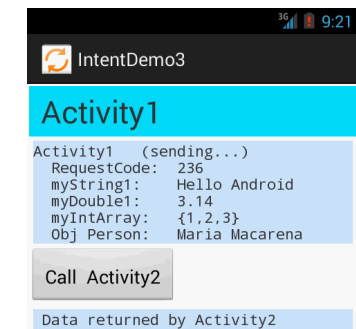 3G 9:21
IntentDemo3
Activity1
Activity1 (sending...)
RequestCode: 236
myString1: Hello Android
myDouble1: 3.14
myIntArray: {1,2,3}
Obj Person: Maria Macarena
Call Activity2
Data returned by Activity2